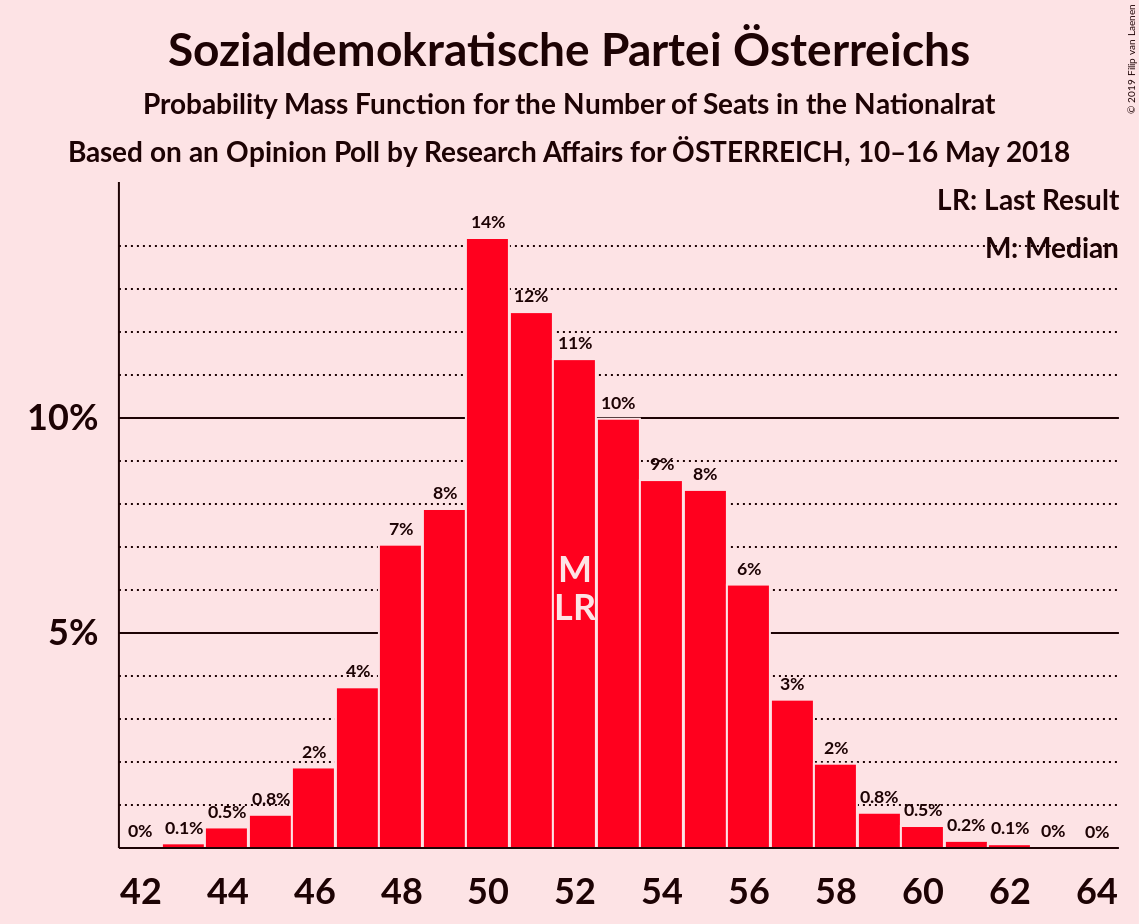 Sozialdemokratische Partei Österreichs
Probability Mass Function for the Number of Seats in the Nationalrat
Based on an Opinion Poll by Research Affairs for ÖSTERREICH, 10–16 May 2018
© 2019 Filip van Laenen
LR: Last Result
M: Median
14%
12%
11%
10%
10%
9%
8%
8%
7%
6%
M
LR
5%
4%
3%
2%
2%
0%
0.1%
0.5%
0.8%
0.8%
0.5%
0.2%
0.1%
0%
0%
42 44 46 48 50 52 54 56 58 60 62 64